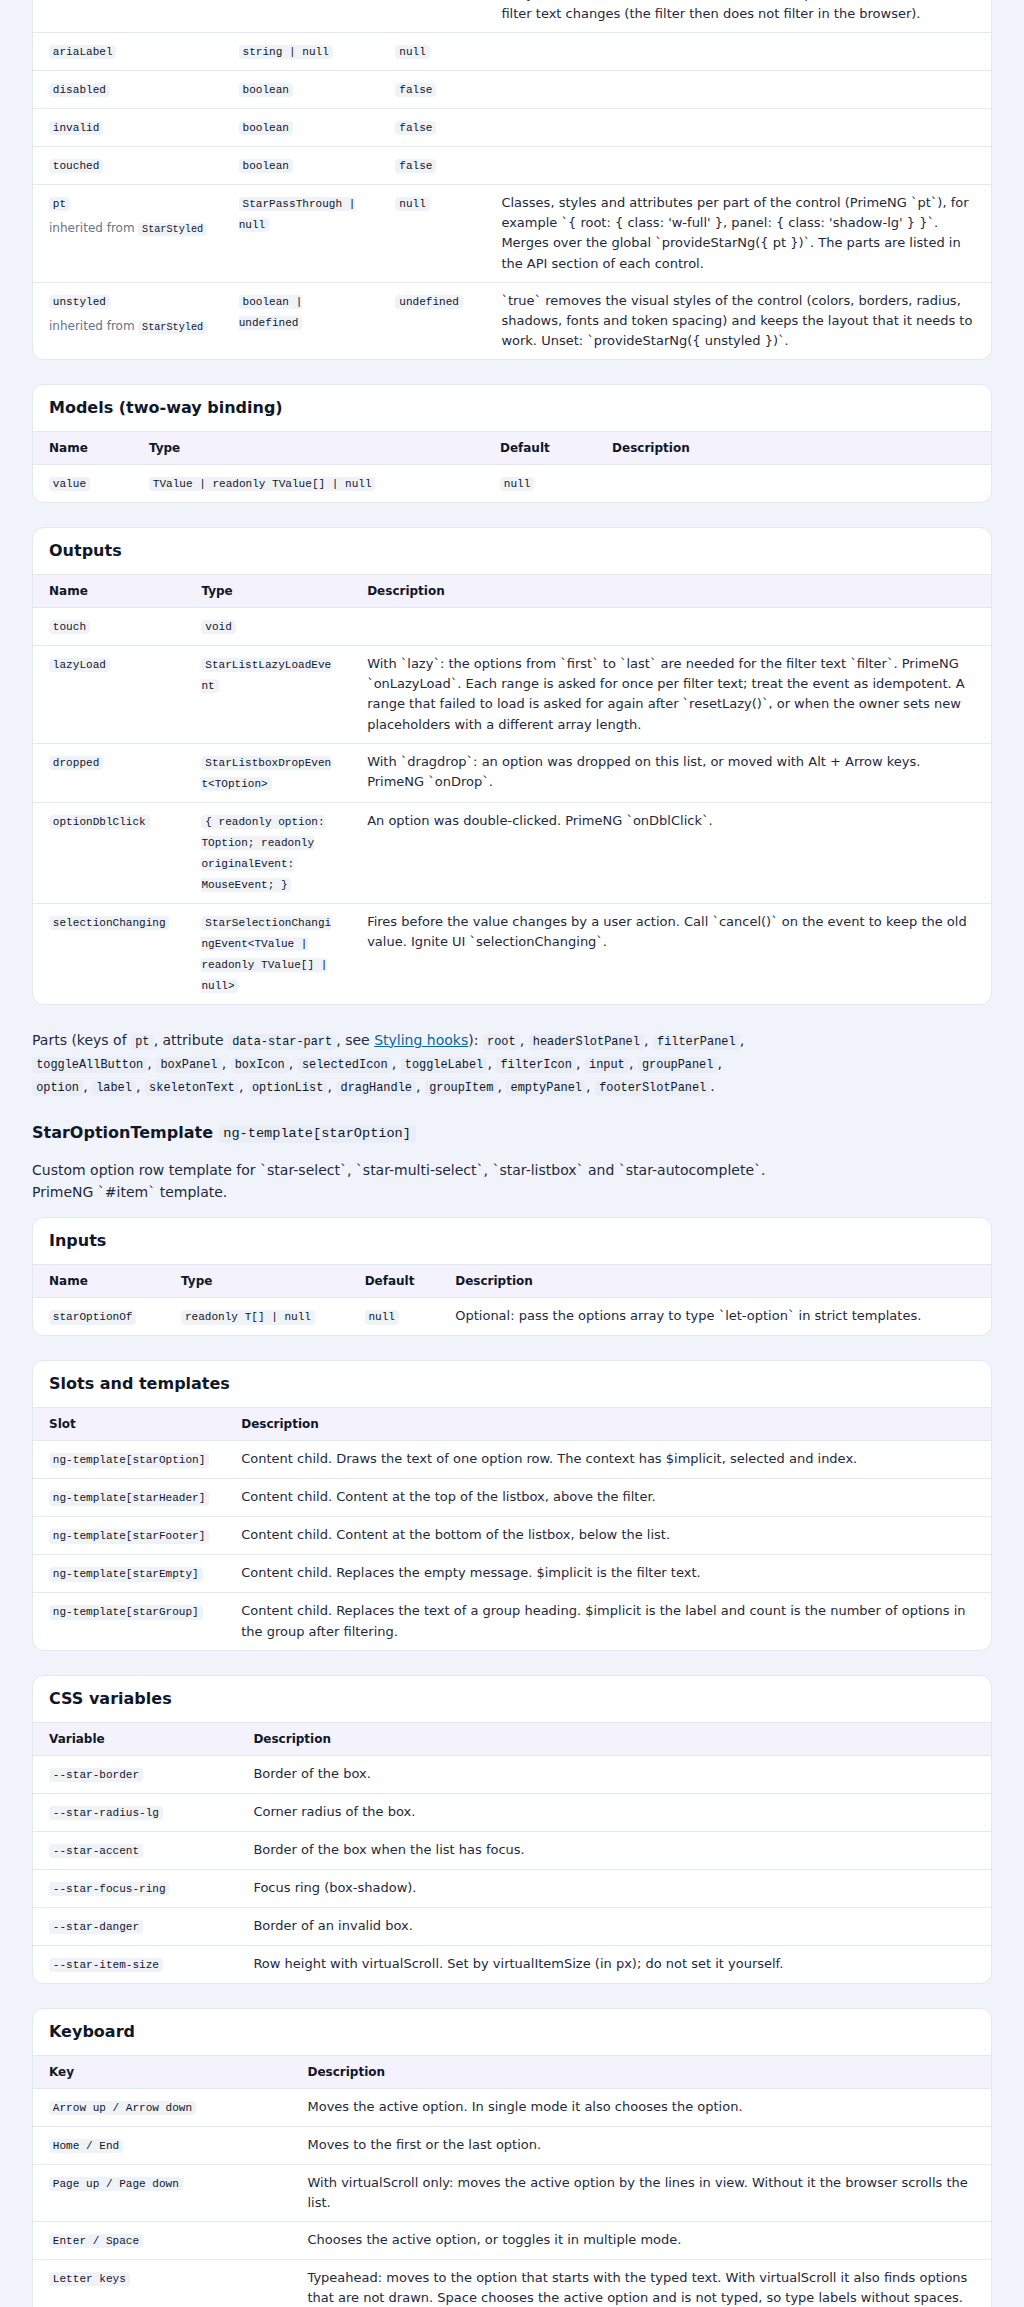 filter text changes (the filter then does not filter in the browser).
ariaLabel string | null null
disabled boolean false
invalid boolean false
touched boolean false
pt StarPassThrough | null Classes, styles and attributes per part of the control (PrimeNG `pt`), for
inherited from StarStyled null example `{ root: { class: 'w-full' }, panel: { class: 'shadow-lg' } }`.
Merges over the global `provideStarNg({ pt })`. The parts are listed in
the API section of each control.
unstyled boolean | undefined `true` removes the visual styles of the control (colors, borders, radius,
inherited from StarStyled undefined shadows, fonts and token spacing) and keeps the layout that it needs to
work. Unset: `provideStarNg({ unstyled })`.
Models (two-way binding)
Name Type Default Description
value TValue | readonly TValue[] | null null
Outputs
Name Type Description
touch void
lazyLoad StarListLazyLoadEve With `lazy`: the options from `first` to `last` are needed for the filter text `filter`. PrimeNG
nt `onLazyLoad`. Each range is asked for once per filter text; treat the event as idempotent. A
range that failed to load is asked for again after `resetLazy()`, or when the owner sets new
placeholders with a different array length.
dropped StarListboxDropEven With `dragdrop`: an option was dropped on this list, or moved with Alt + Arrow keys.
t<TOption> PrimeNG `onDrop`.
optionDblClick { readonly option: An option was double-clicked. PrimeNG `onDblClick`.
TOption; readonly
originalEvent:
MouseEvent; }
selectionChanging StarSelectionChangi Fires before the value changes by a user action. Call `cancel()` on the event to keep the old
ngEvent<TValue | value. Ignite UI `selectionChanging`.
readonly TValue[] |
null>
Parts (keys of pt , attribute data-star-part , see Styling hooks): root , headerSlotPanel , filterPanel ,
toggleAllButton , boxPanel , boxIcon , selectedIcon , toggleLabel , filterIcon , input , groupPanel ,
option , label , skeletonText , optionList , dragHandle , groupItem , emptyPanel , footerSlotPanel .
StarOptionTemplate ng-template[starOption]
Custom option row template for `star-select`, `star-multi-select`, `star-listbox` and `star-autocomplete`.
PrimeNG `#item` template.
Inputs
Name Type Default Description
starOptionOf readonly T[] | null null Optional: pass the options array to type `let-option` in strict templates.
Slots and templates
Slot Description
ng-template[starOption] Content child. Draws the text of one option row. The context has $implicit, selected and index.
ng-template[starHeader] Content child. Content at the top of the listbox, above the filter.
ng-template[starFooter] Content child. Content at the bottom of the listbox, below the list.
ng-template[starEmpty] Content child. Replaces the empty message. $implicit is the filter text.
ng-template[starGroup] Content child. Replaces the text of a group heading. $implicit is the label and count is the number of options in
the group after filtering.
CSS variables
Variable Description
--star-border Border of the box.
--star-radius-lg Corner radius of the box.
--star-accent Border of the box when the list has focus.
--star-focus-ring Focus ring (box-shadow).
--star-danger Border of an invalid box.
--star-item-size Row height with virtualScroll. Set by virtualItemSize (in px); do not set it yourself.
Keyboard
Key Description
Arrow up / Arrow down Moves the active option. In single mode it also chooses the option.
Home / End Moves to the first or the last option.
Page up / Page down With virtualScroll only: moves the active option by the lines in view. Without it the browser scrolls the
list.
Enter / Space Chooses the active option, or toggles it in multiple mode.
Letter keys Typeahead: moves to the option that starts with the typed text. With virtualScroll it also finds options
that are not drawn. Space chooses the active option and is not typed, so type labels without spaces.